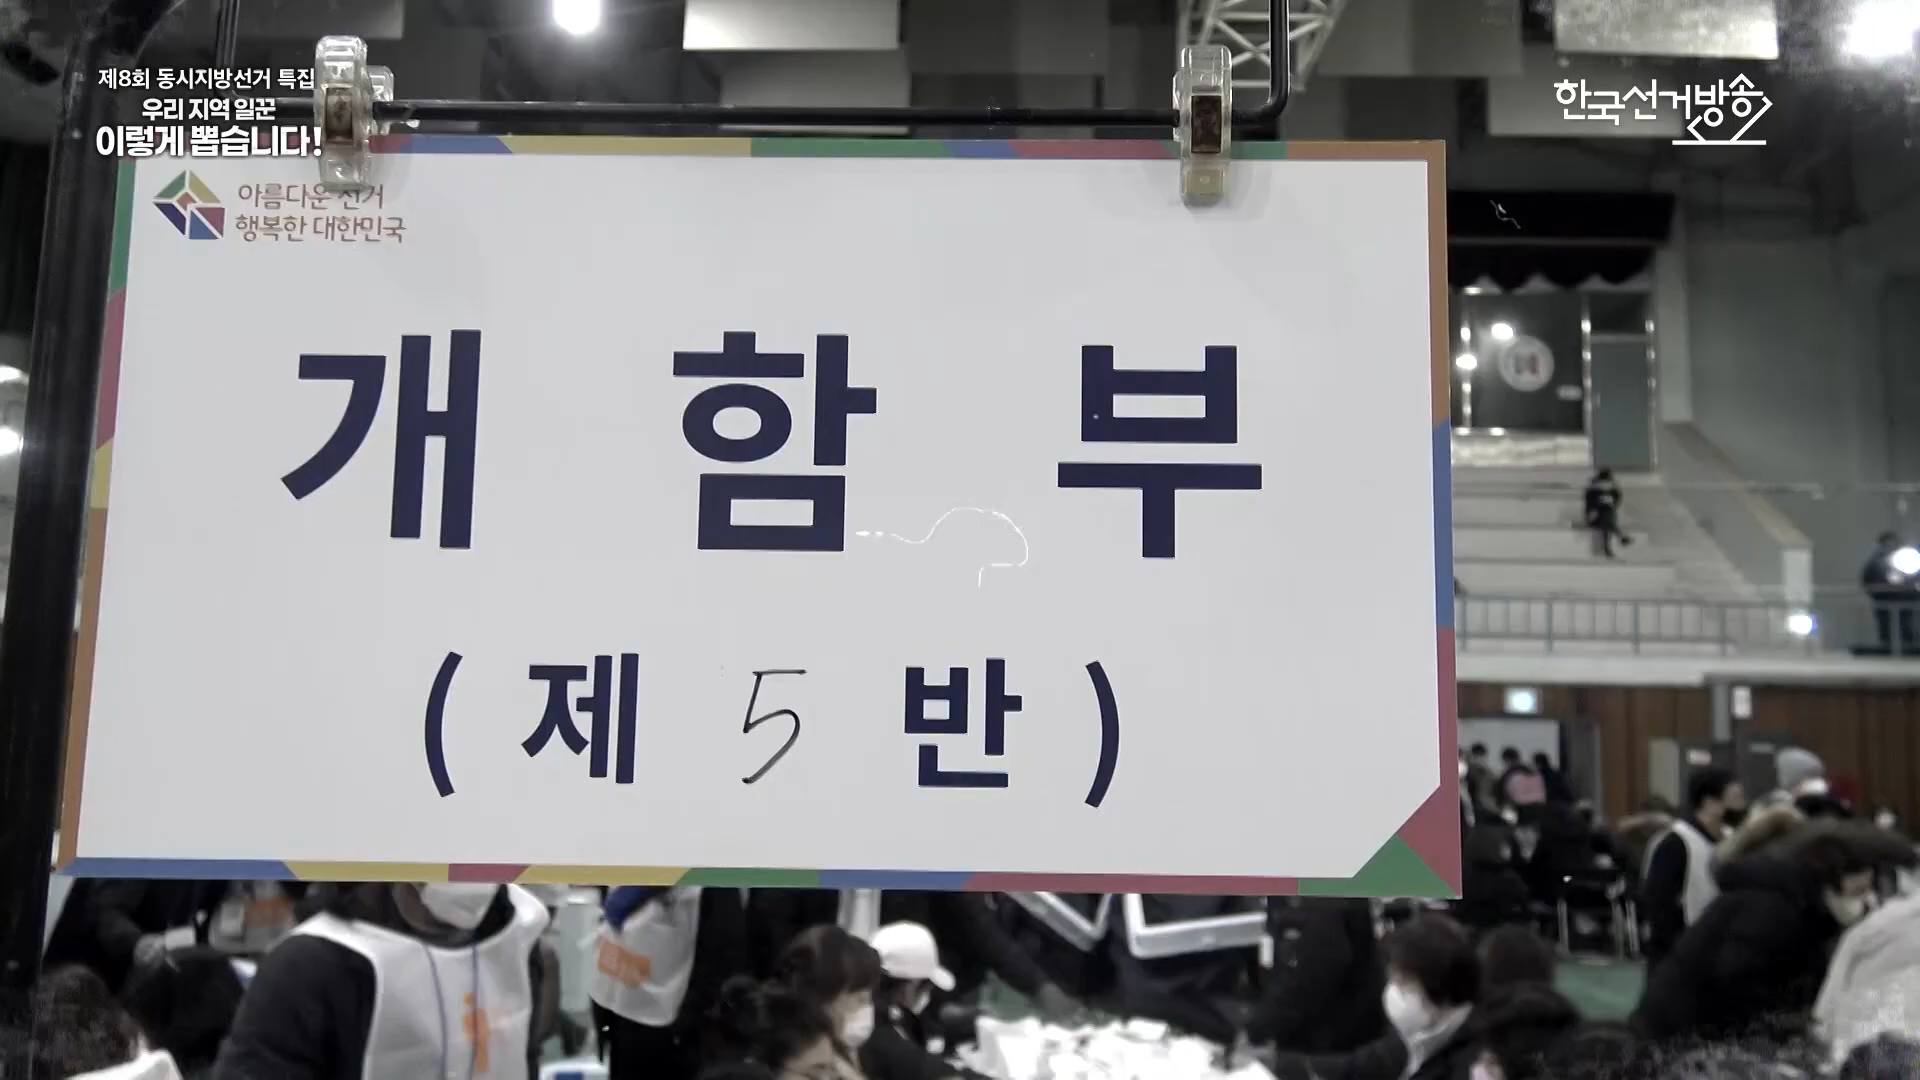 제8회 동시지방선거 특집
우리 지역 일꾼
이렇게 뽑습니다!
한국선거방송
아름다운 선거
행복한 대한민국
개 함 부
( 제 5 반 )